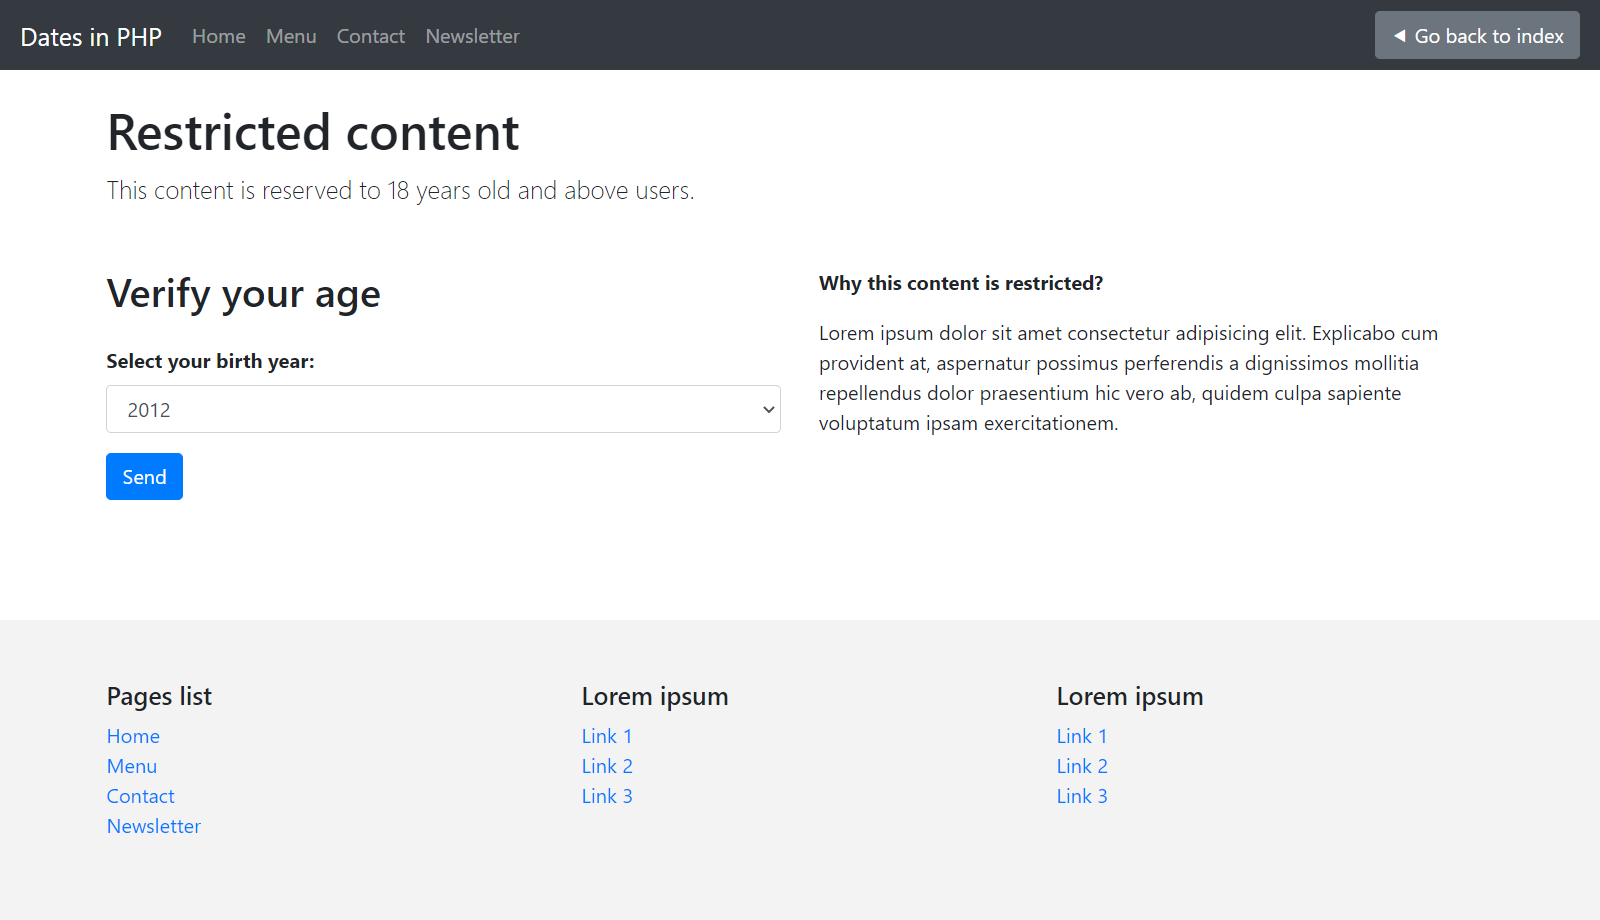 Dates in PHP Home Menu Contact Newsletter ◄ Go back to index
Restricted content
This content is reserved to 18 years old and above users.
Verify your age
Select your birth year:
2012
Send
Why this content is restricted?
Lorem ipsum dolor sit amet consectetur adipisicing elit. Explicabo cum
provident at, aspernatur possimus perferendis a dignissimos mollitia
repellendus dolor praesentium hic vero ab, quidem culpa sapiente
voluptatum ipsam exercitationem.
Pages list
Home
Menu
Contact
Newsletter
Lorem ipsum
Link 1
Link 2
Link 3
Lorem ipsum
Link 1
Link 2
Link 3